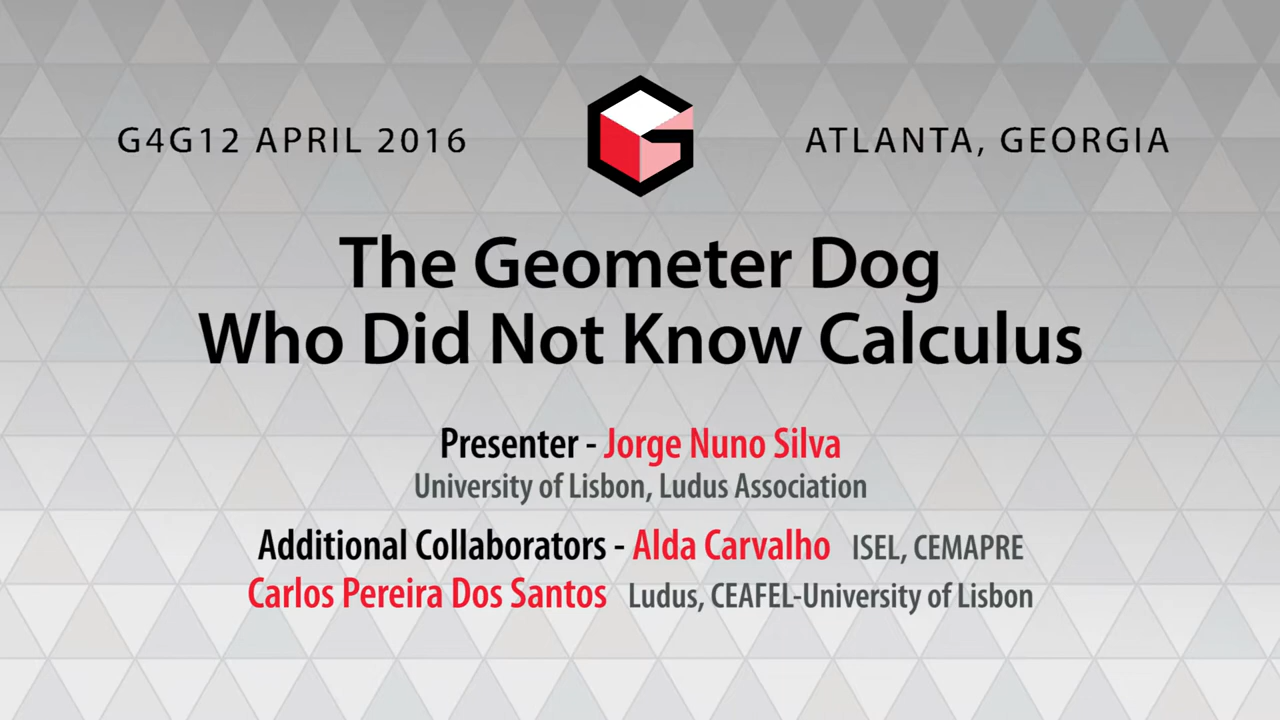 G4G12 APRIL 2016
ATLANTA, GEORGIA
The Geometer Dog
Who Did Not Know Calculus
Presenter - Jorge Nuno Silva
University of Lisbon, Ludus Association
Additional Collaborators - Alda Carvalho ISEL, CEMAPRE
Carlos Pereira Dos Santos Ludus, CEAFEL-University of Lisbon